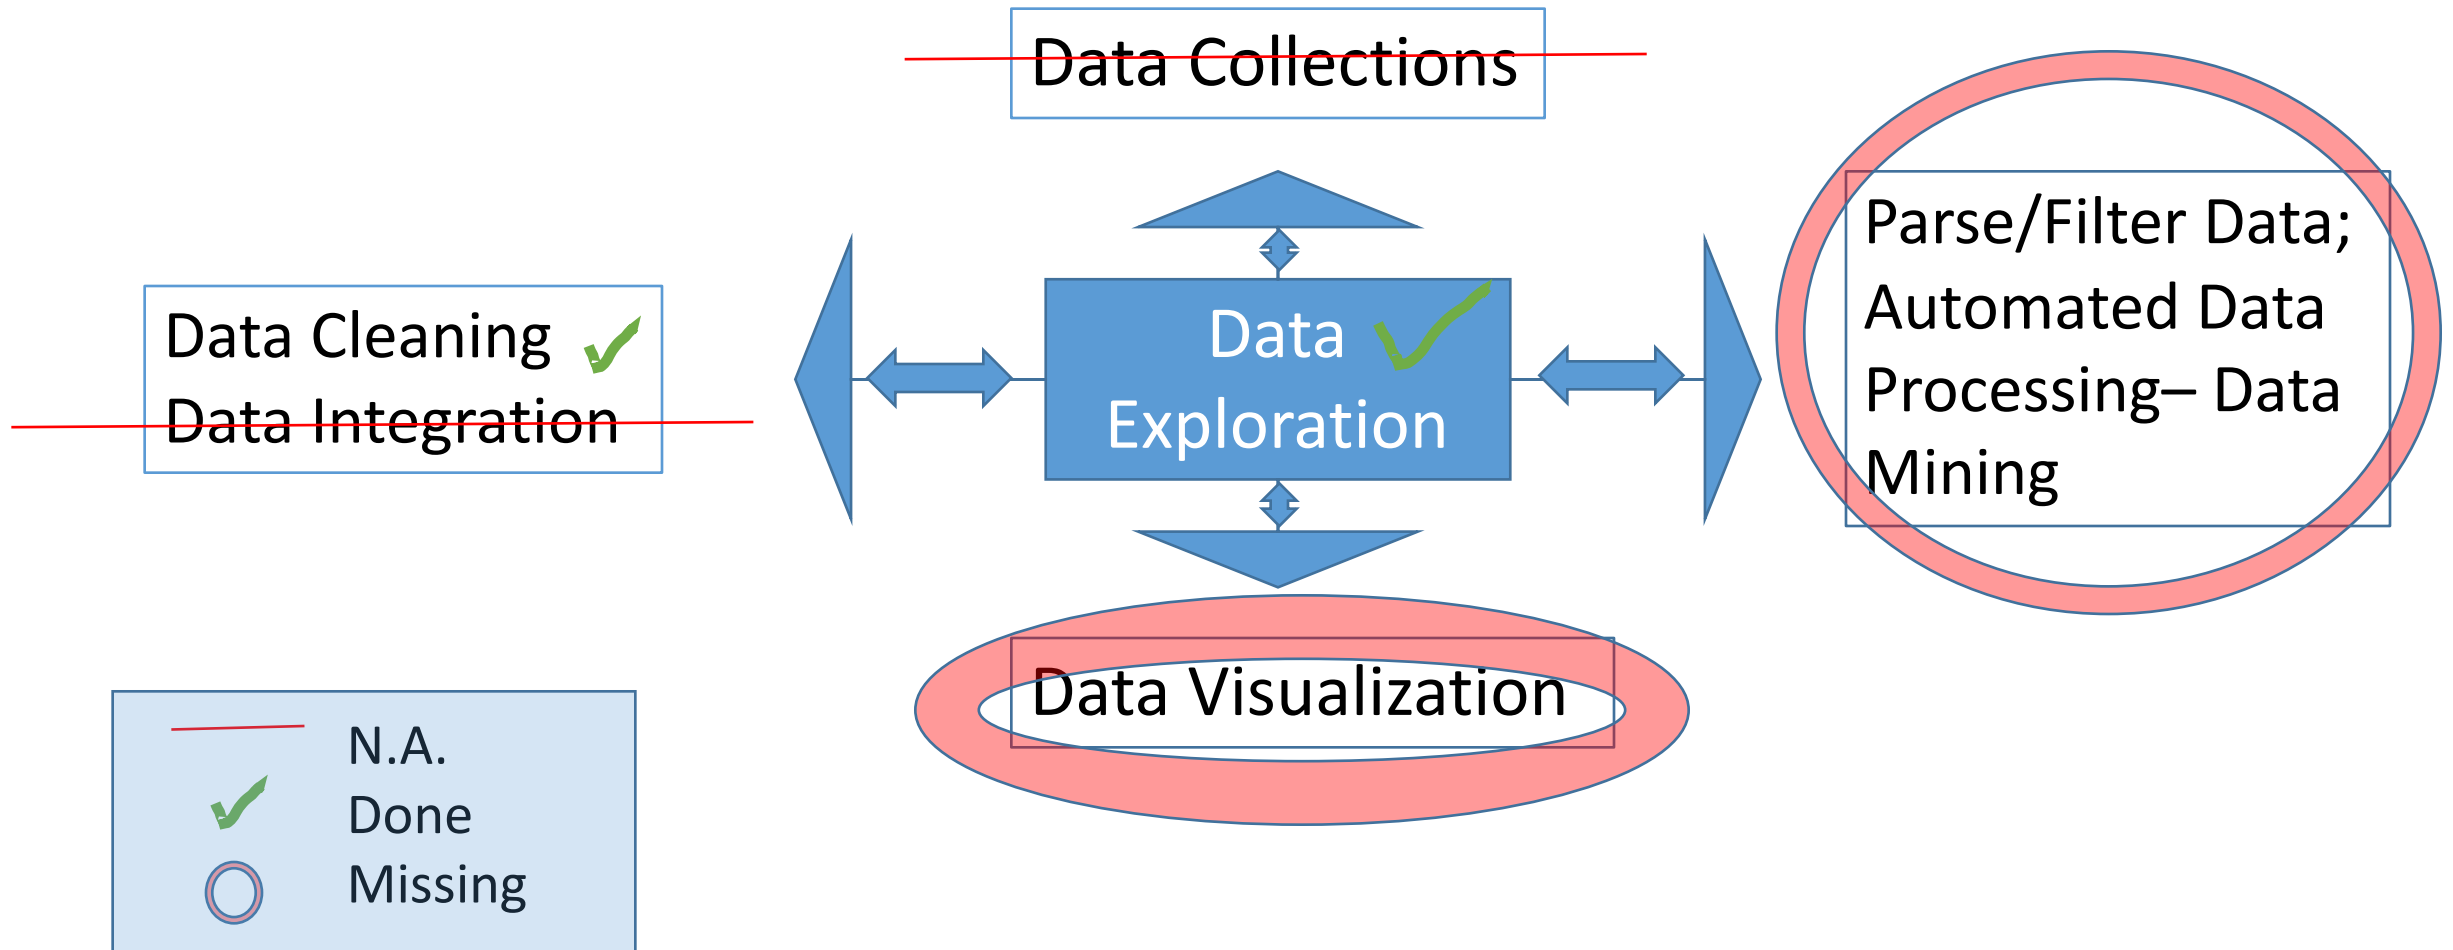 Data Collections
Parse/Filter Data;
Automated Data
Processing– Data
Mining
Data Cleaning
Data Integration
Data
Exploration
Data Visualization
N.A.
Done
Missing